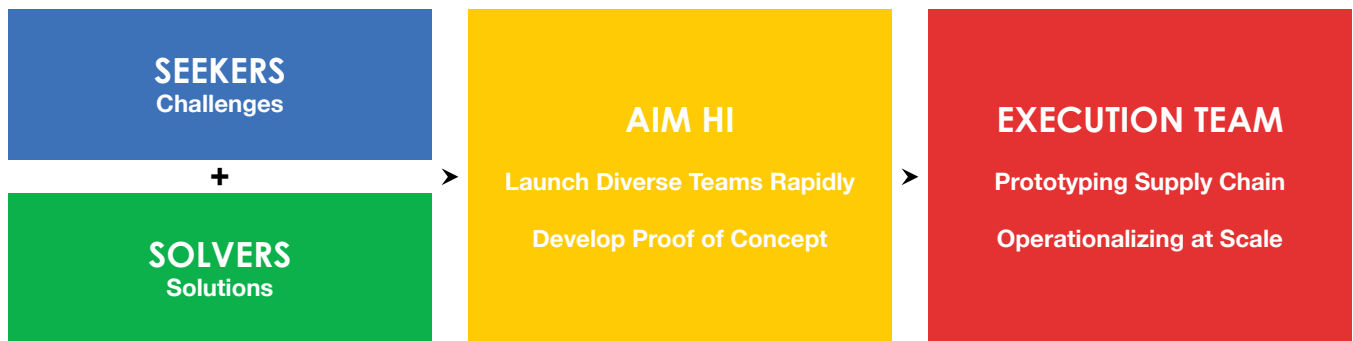 SEEKERS
Challenges
+
SOLVERS
Solutions
AIM HI
Launch Diverse Teams Rapidly
Develop Proof of Concept
EXECUTION TEAM
Prototyping Supply Chain
Operationalizing at Scale